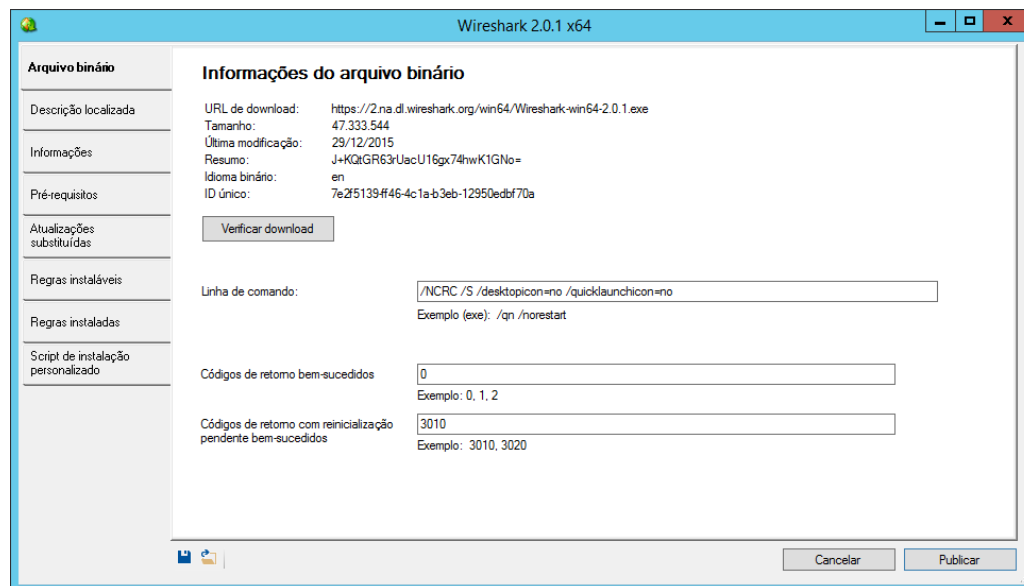 Wireshark 2.0.1 x64
Arquivo binário
Descrição localizada
Informações
Pré-requisitos
Atualizações
substituídas
Regras instaláveis
Regras instaladas
Script de instalação
personalizado
Informações do arquivo binário
URL de download: https://2.na.dl.wireshark.org/win64/Wireshark-win64-2.0.1.exe
Tamanho: 47.333.544
Última modificação: 29/12/2015
Resumo: J+KQtGR63rUacU16gx74hwK1GNo=
Idioma binário: en
ID único: 7e2f5139-ff46-4c1a-b3eb-12950edbf70a
Verificar download
Linha de comando: /NCRC /S /desktopicon=no /quicklaunchicon=no
Exemplo (exe): /qn /norestart
Códigos de retorno bem-sucedidos 0
Exemplo: 0, 1, 2
Códigos de retorno com reinicialização 3010
pendente bem-sucedidos
Exemplo: 3010, 3020
Cancelar
Publicar